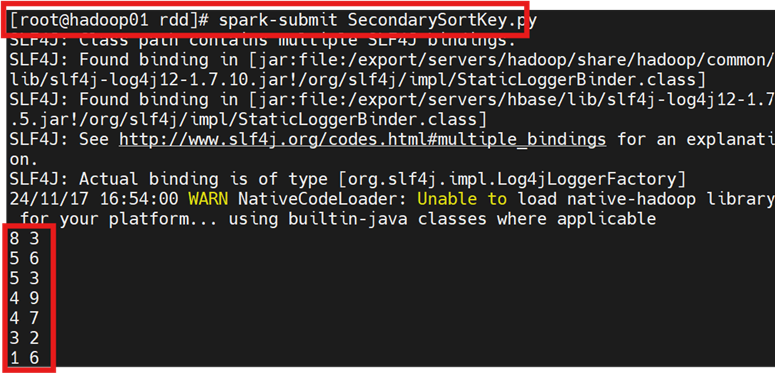 [root@hadoop01 rdd]# spark-submit SecondarySortKey.py
SLF4J: Class path contains multiple SLF4J bindings.
SLF4J: Found binding in [jar:file:/export/servers/hadoop/share/hadoop/common/
lib/slf4j-log4j12-1.7.10.jar!/org/slf4j/impl/StaticLoggerBinder.class]
SLF4J: Found binding in [jar:file:/export/servers/hbase/lib/slf4j-log4j12-1.7
.5.jar!/org/slf4j/impl/StaticLoggerBinder.class]
SLF4J: See http://www.slf4j.org/codes.html#multiple_bindings for an explanati
on.
SLF4J: Actual binding is of type [org.slf4j.impl.Log4jLoggerFactory]
24/11/17 16:54:00 WARN NativeCodeLoader: Unable to load native-hadoop library
for your platform... using builtin-java classes where applicable
8 3
5 6
5 3
4 9
4 7
3 2
1 6